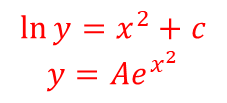 ln y = x² + c
y = Ae^{x²}